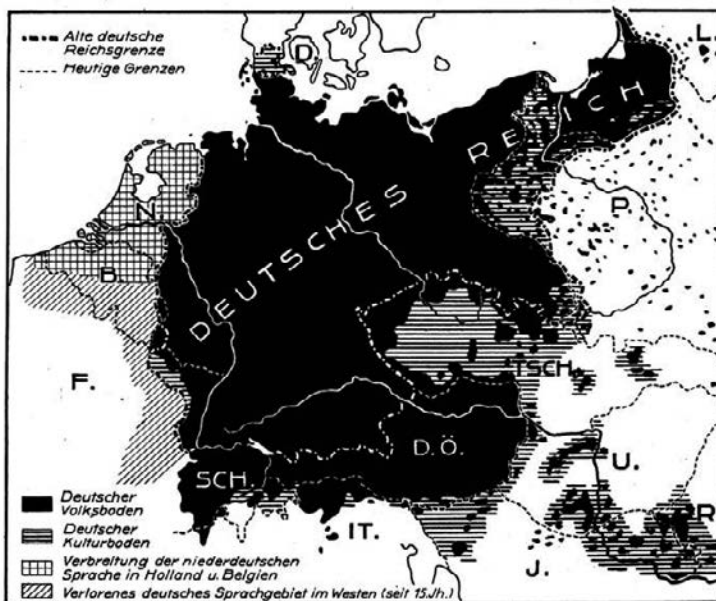 Alte deutsche
Reichsgrenze
Heutige Grenzen
D.
L.
DEUTSCHES REICH
N.
P.
B.
F.
TSCH.
D.Ö.
SCH.
U.
R
IT.
J.
Deutscher
Volksboden
Deutscher
Kulturboden
Verbreitung der niederdeutschen
Sprache in Holland u. Belgien
Verlorenes deutsches Sprachgebiet im Westen (seit 15.Jh.)